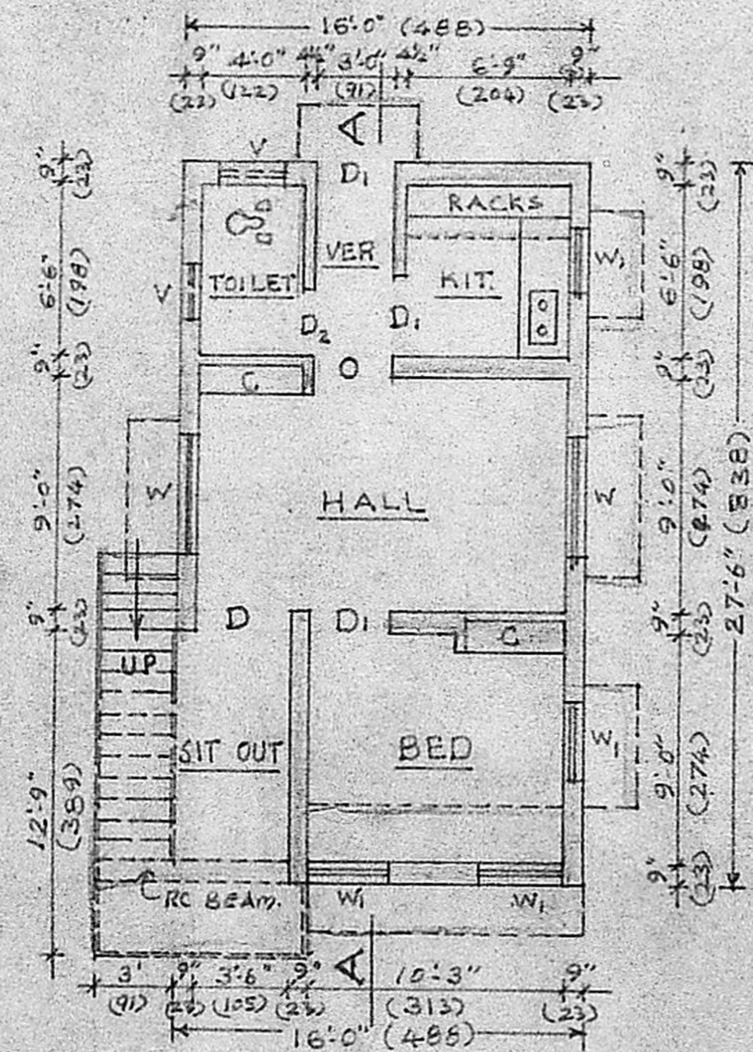 16'-0" (488)
9" 4'-0" 4½" 3'-0" 4½" 6'-9" 9"
(23) (122) (91) (204) (23)
A
V D1
RACKS
VER
TOILET KIT.
V W1
D2 D1
C O
9" (23)
6'-6" (198)
9" (23)
9'-0" (274)
9" (23)
12'-9" (389)
9" (23)
6'-6" (198)
9" (23)
9'-0" (274)
9" (23)
9'-0" (274)
9" (23)
27'-6" (838)
W HALL W
D D1 C
UP
SIT OUT BED W1
RC BEAM. W1 W1
A
3' 9" 3'-6" 9" 10'-3" 9"
(91) (23) (105) (23) (313) (23)
16'-0" (488)